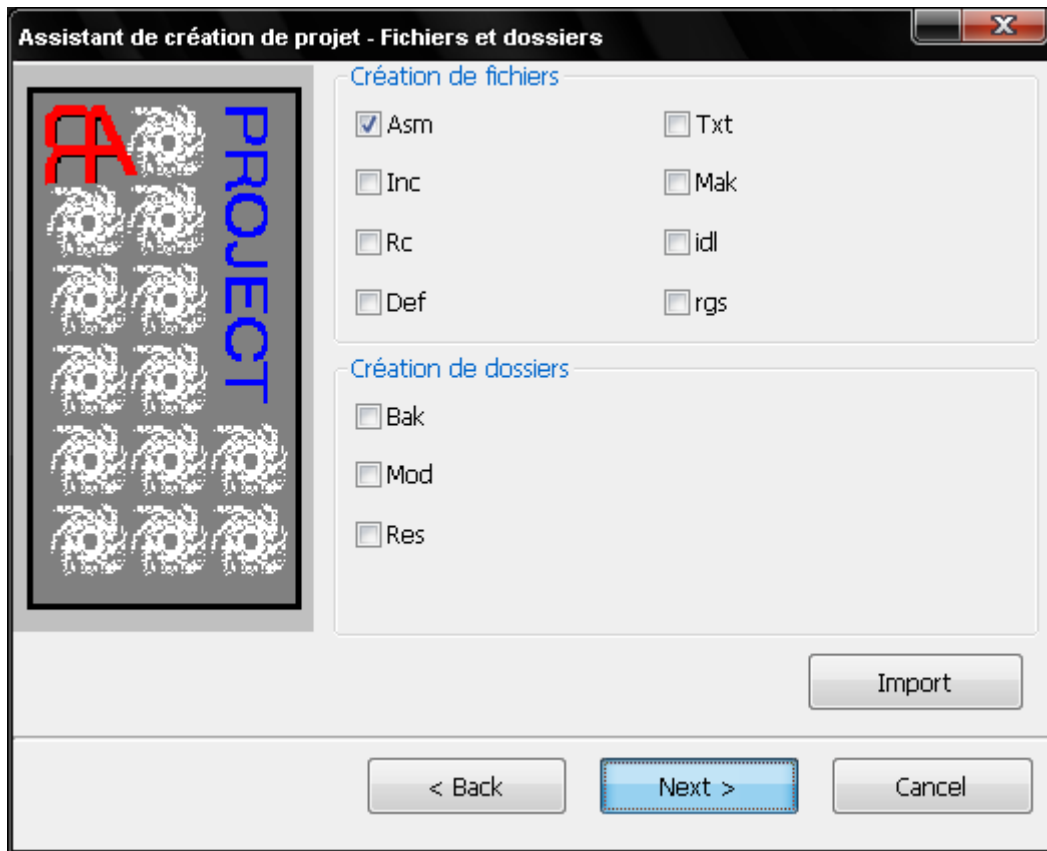 Assistant de création de projet - Fichiers et dossiers
RA
PROJECT
Création de fichiers
Asm
Txt
Inc
Mak
Rc
idl
Def
rgs
Création de dossiers
Bak
Mod
Res
Import
< Back
Next >
Cancel